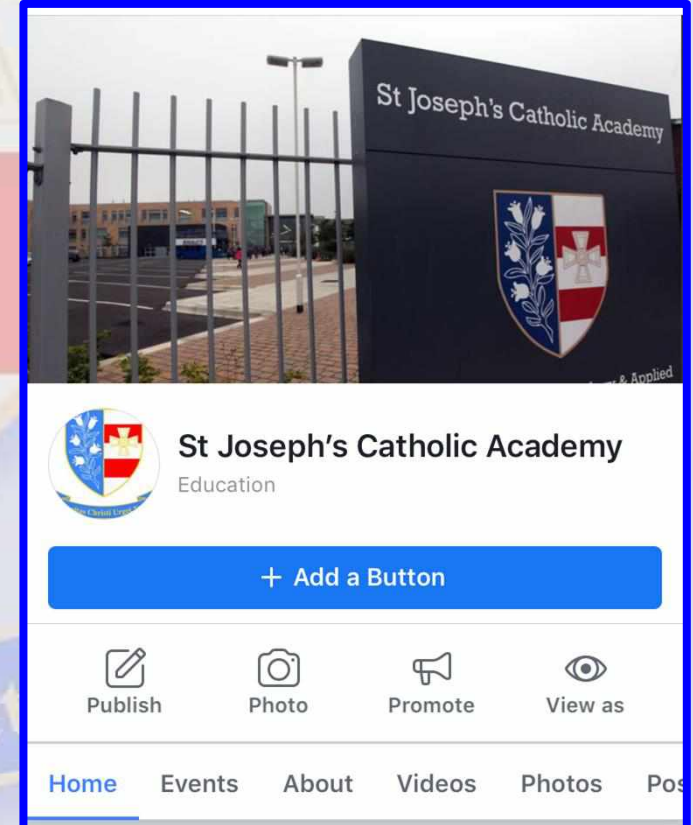 St Joseph's Catholic Academy
& Applied
St Joseph's Catholic Academy
Education
+ Add a Button
Publish Photo Promote View as
Home Events About Videos Photos Pos